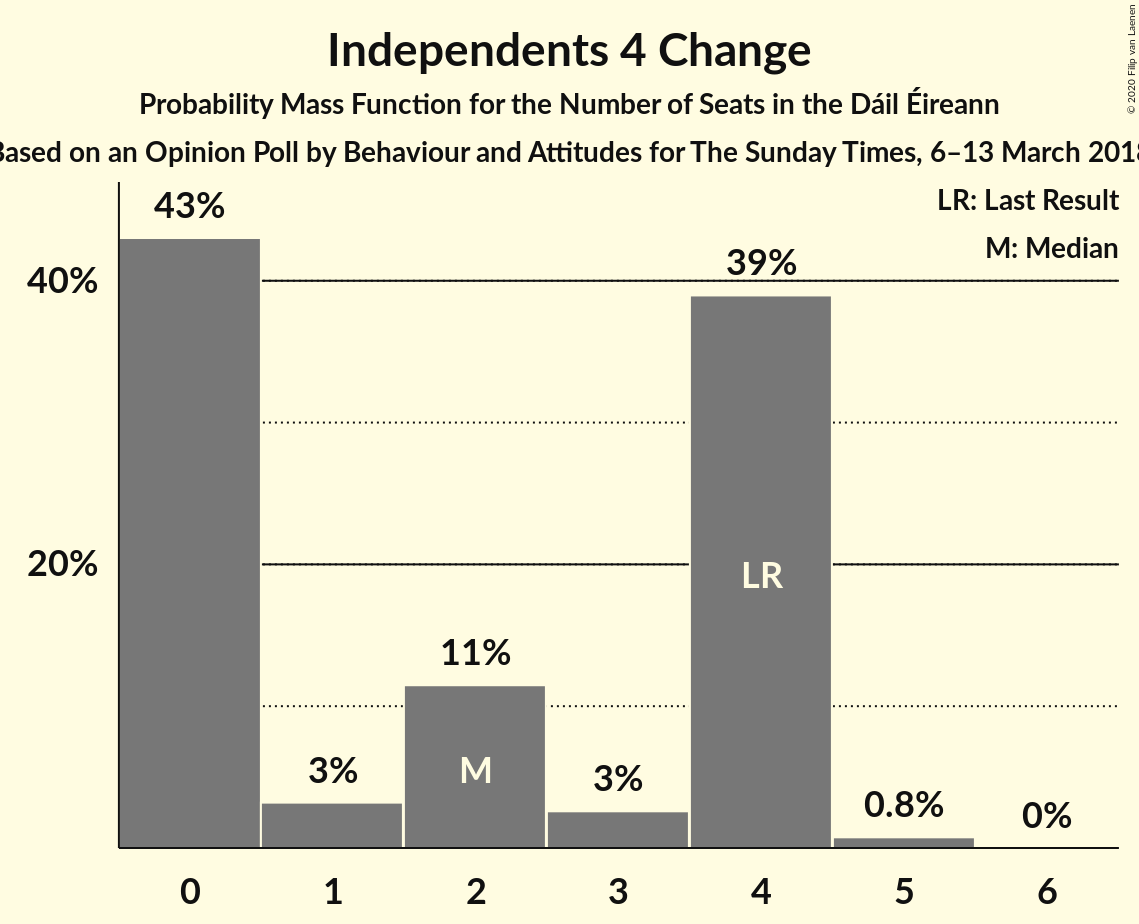 Independents 4 Change
Probability Mass Function for the Number of Seats in the Dáil Éireann
Based on an Opinion Poll by Behaviour and Attitudes for The Sunday Times, 6–13 March 2018
© 2020 Filip van Laenen
LR: Last Result
M: Median
43%
39%
40%
20%
LR
11%
3%
M
3%
0.8%
0%
0 1 2 3 4 5 6